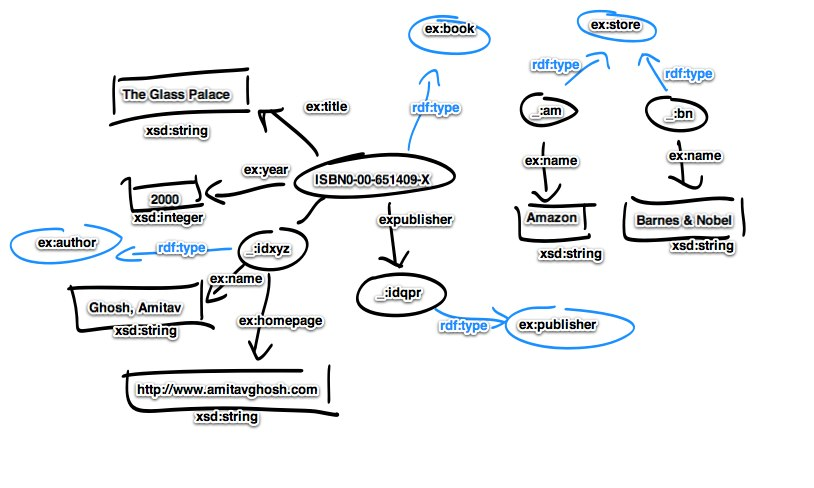 ex:book
ex:store
rdf:type
rdf:type
The Glass Palace
ex:title
rdf:type
_:am
_:bn
xsd:string
ex:name
ex:name
ex:year
ISBN0-00-651409-X
2000
xsd:integer
expublisher
Amazon
Barnes & Nobel
ex:author
rdf:type
_:idxyz
xsd:string
xsd:string
ex:name
_:idqpr
Ghosh, Amitav
xsd:string
ex:homepage
rdf:type
ex:publisher
http://www.amitavghosh.com
xsd:string